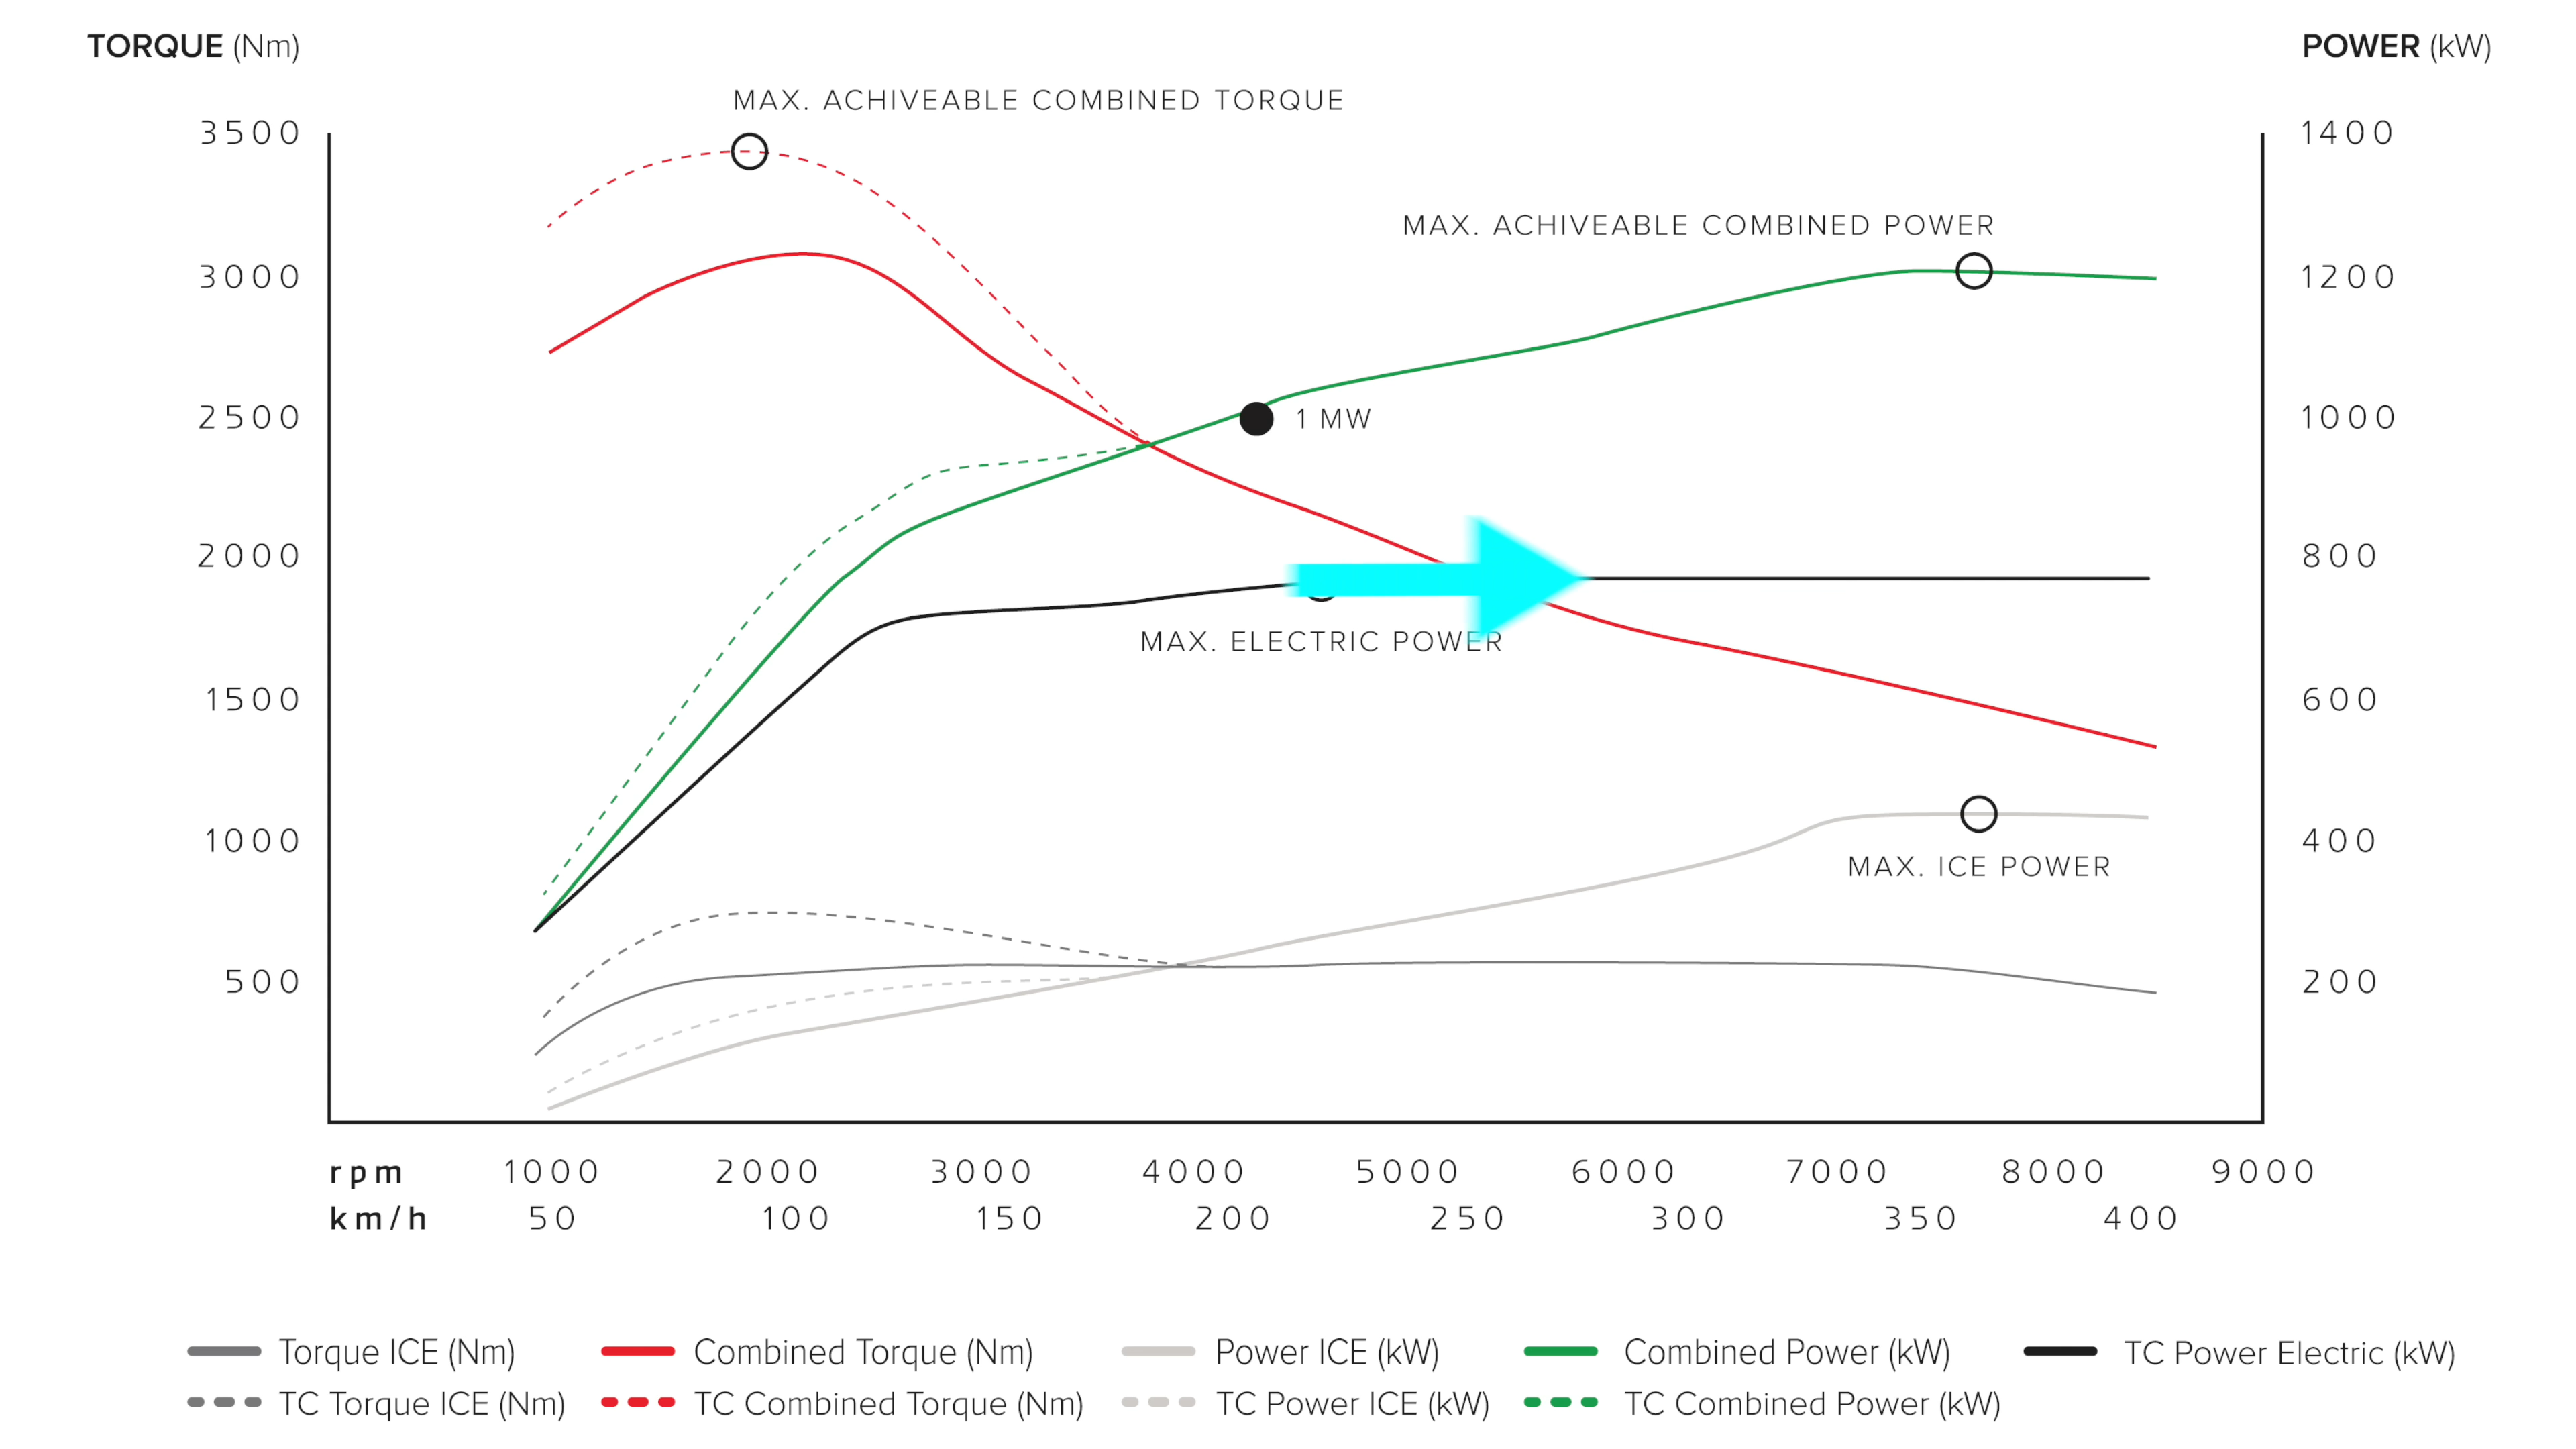 TORQUE (Nm)
POWER (kW)
MAX. ACHIVEABLE COMBINED TORQUE
3500
1400
MAX. ACHIVEABLE COMBINED POWER
3000
1200
2500
1 MW
1000
2000
800
MAX. ELECTRIC POWER
1500
600
1000
400
MAX. ICE POWER
500
200
rpm 1000 2000 3000 4000 5000 6000 7000 8000 9000
km/h 50 100 150 200 250 300 350 400
Torque ICE (Nm) Combined Torque (Nm) Power ICE (kW) Combined Power (kW) TC Power Electric (kW)
TC Torque ICE (Nm) TC Combined Torque (Nm) TC Power ICE (kW) TC Combined Power (kW)